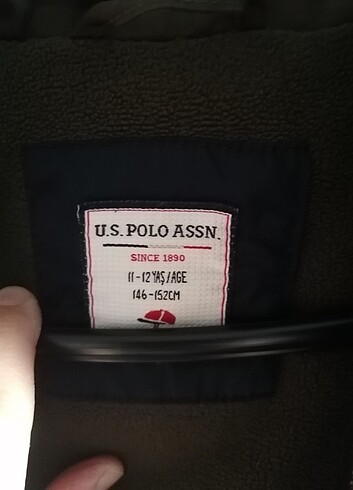 U.S. POLO ASSN.
SINCE 1890
11-12 YAŞ/AGE
146-152CM